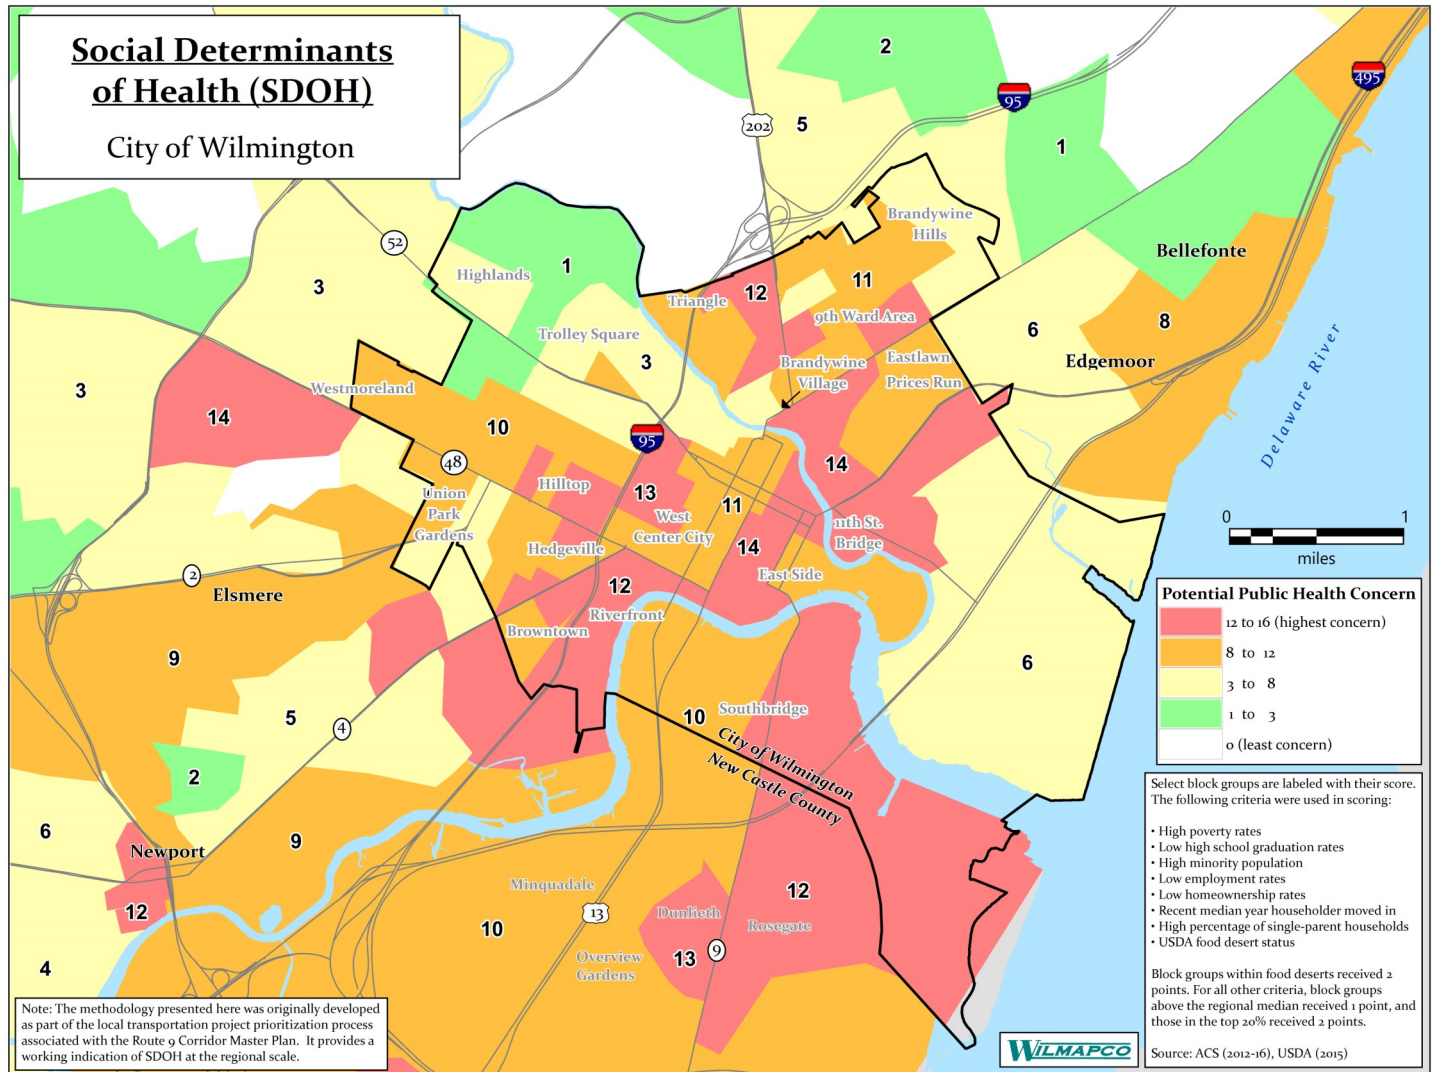 Social Determinants
of Health (SDOH)
City of Wilmington
2
95
495
202
5
1
Brandywine
Hills
52
Bellefonte
Highlands
1
3
11
12
Triangle
9th Ward Area
6
8
Trolley Square
3
Brandywine
Village
Eastlawn
Edgemoor
Prices Run
Westmoreland
3
14
10
95
48
14
Delaware River
Union
Park
Gardens
Hilltop
13
11
West
Center City
0 1
miles
11th St.
Bridge
Hedgeville
14
2
Elsmere
12
East Side
Riverfront
Browntown
9
6
5
4
10
Southbridge
City of Wilmington
New Castle County
2
6
Newport
9
12
Minquadale
12
13
Dunlieth
Rosegate
10
Overview
Gardens
13
9
4
Potential Public Health Concern
12 to 16 (highest concern)
8 to 12
3 to 8
1 to 3
0 (least concern)
Select block groups are labeled with their score.
The following criteria were used in scoring:
• High poverty rates
• Low high school graduation rates
• High minority population
• Low employment rates
• Low homeownership rates
• Recent median year householder moved in
• High percentage of single-parent households
• USDA food desert status
Block groups within food deserts received 2
points. For all other criteria, block groups
above the regional median received 1 point, and
those in the top 20% received 2 points.
Source: ACS (2012-16), USDA (2015)
Note: The methodology presented here was originally developed
as part of the local transportation project prioritization process
associated with the Route 9 Corridor Master Plan. It provides a
working indication of SDOH at the regional scale.
WILMAPCO